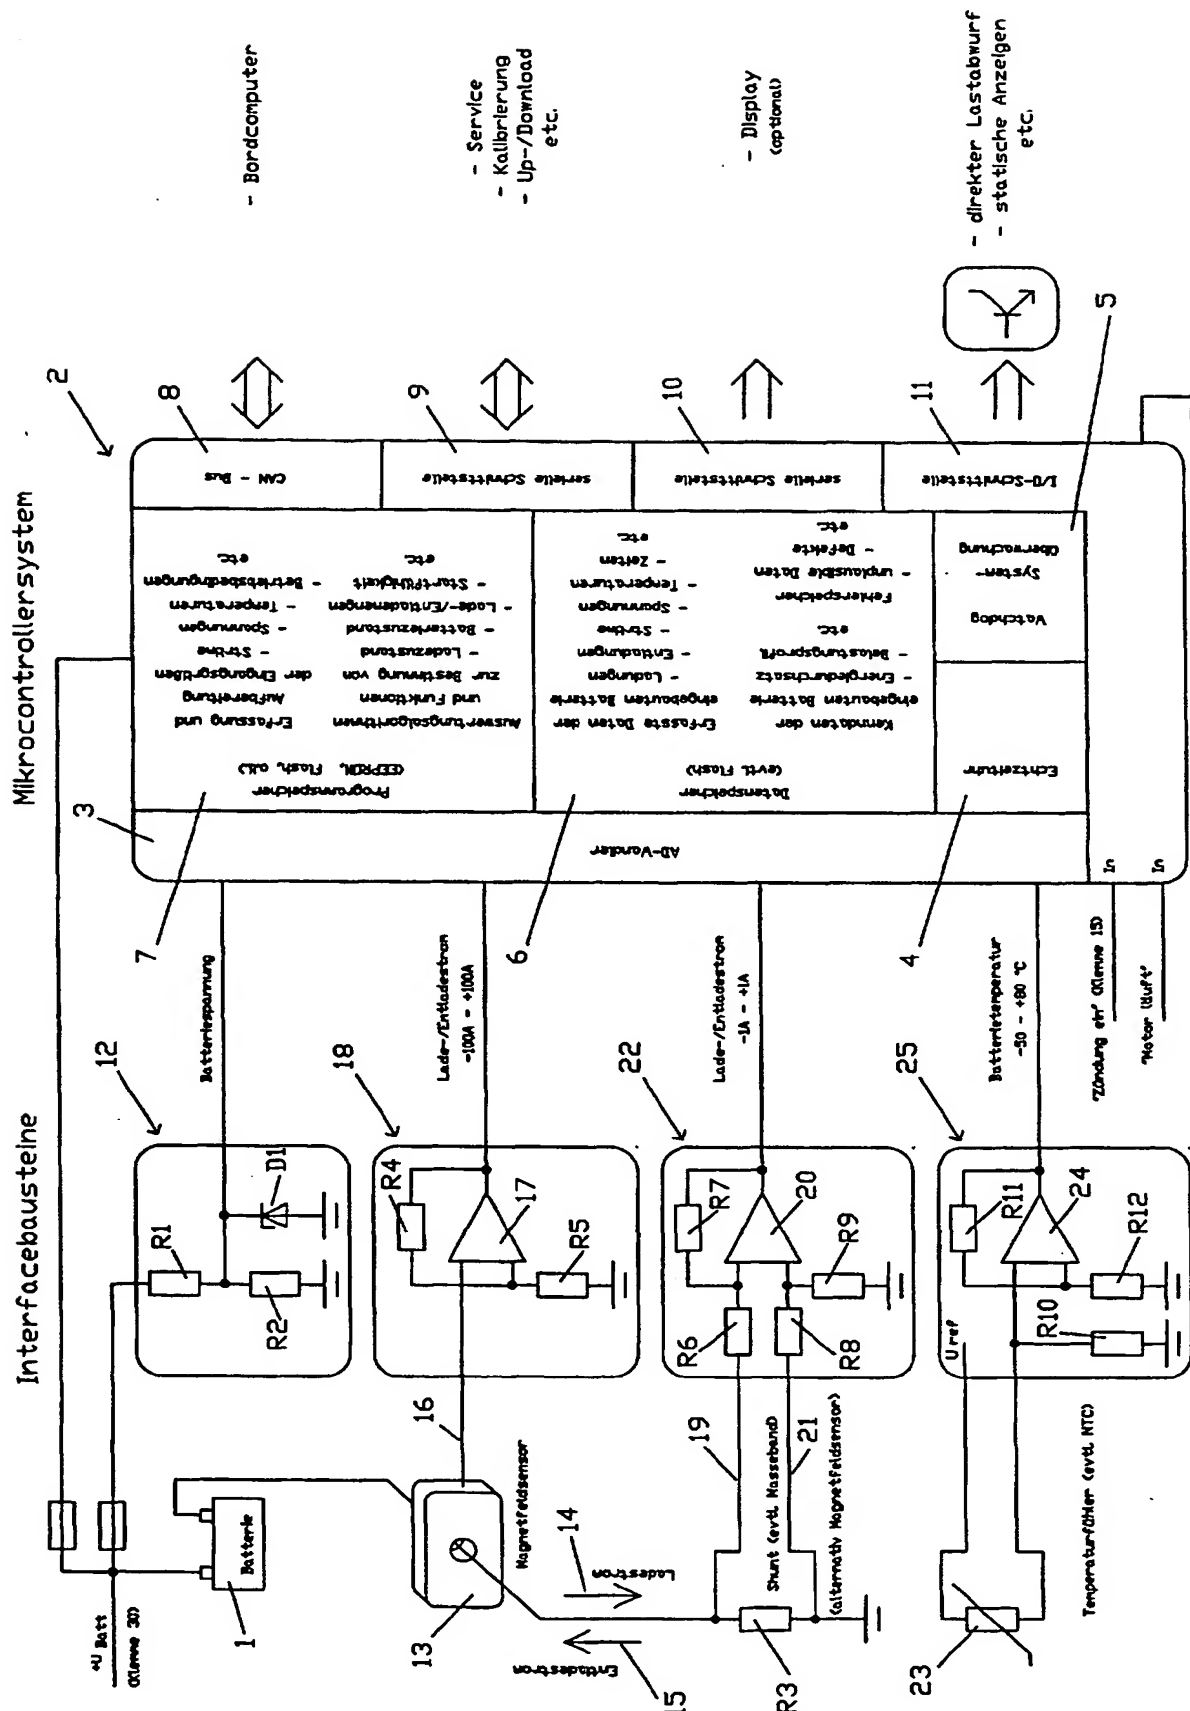 Interfacebausteine
Mikrocontrollersystem
+U Batt
(Klemme 30)
1
Batterie
12
R1
R2
D1
Batteriespannung
2
3
7
Programmspeicher
(EEPROM, Flash, o.ä.)
Erfassung und
Aufbereitung
der Eingangsgrößen
- Ströme
- Spannungen
- Temperaturen
- Betriebsbedingungen
etc
Auswertungsalgorithmen
und Funktionen
zur Bestimmung von
- Ladezustand
- Batteriezustand
- Lade-/Entlademengen
- Startfähigkeit
etc
CAN - Bus
8
- Bordcomputer
13
Magnetfeldsensor
16
18
R4
17
R5
Lade-/Entladestrom
-100A - +100A
AD-Wandler
6
Datenspeicher
(evtl. Flash)
Erfasste Daten der
eingebauten Batterie
- Ladungen
- Entladungen
- Ströme
- Spannungen
- Temperaturen
- Zeiten
etc.
Kenndaten der
eingebauten Batterie
- Energiedurchsatz
- Belastungsprofil
etc
Fehlerspeicher
- unplausible Daten
- Defekte
etc
serielle Schnittstelle
9
- Service
- Kalibrierung
- Up-/Download
etc.
14
Ladestrom
Entladestrom
15
R3
Shunt (evtl. Masseband)
(alternativ Magnetfeldsensor)
19
21
R6
R8
R7
22
20
R9
Lade-/Entladestrom
-1A - +1A
serielle Schnittstelle
10
- Display
(optional)
23
Temperaturfühler (evtl. NTC)
U ref
R10
R11
25
24
R12
Batterietemperatur
-50 - +80 °C
4
Echtzeituhr
Watchdog
System-
Überwachung
5
I/O-Schnittstelle
11
- direkter Lastabwurf
- statische Anzeigen
etc.
"Zündung ein" (Klemme 15)
In
"Motor läuft"
In